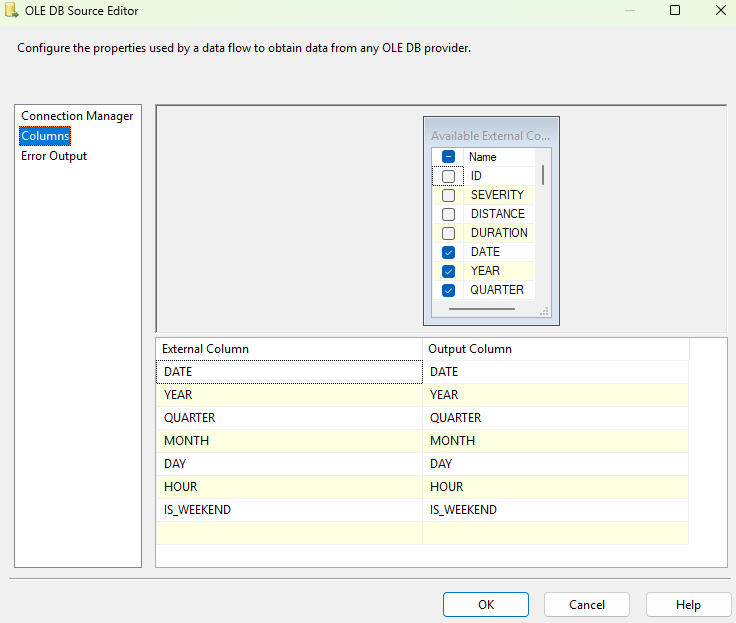 OLE DB Source Editor
Configure the properties used by a data flow to obtain data from any OLE DB provider.
Connection Manager
Columns
Error Output
Available External Co...
Name
ID
SEVERITY
DISTANCE
DURATION
DATE
YEAR
QUARTER
External Column Output Column
DATE DATE
YEAR YEAR
QUARTER QUARTER
MONTH MONTH
DAY DAY
HOUR HOUR
IS_WEEKEND IS_WEEKEND
OK Cancel Help